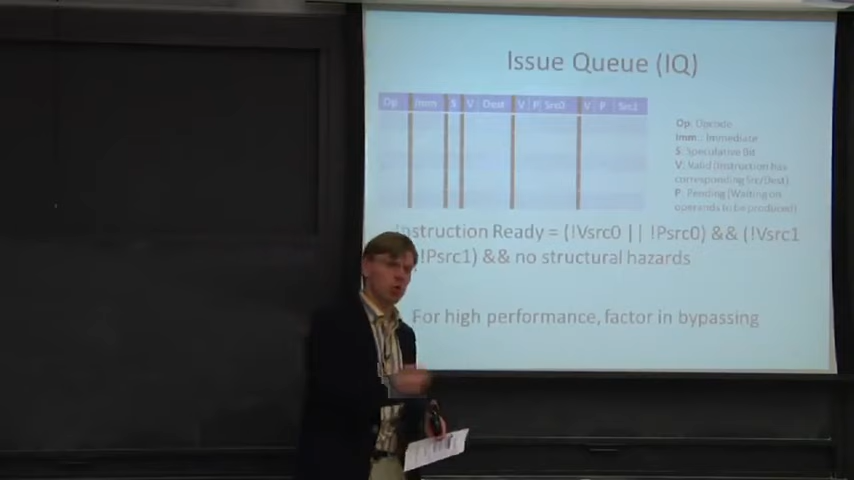 Issue Queue (IQ)
Op Imm S V Dest V P Src0 V P Src1
Op: Opcode
Imm.: Immediate
S: Speculative Bit
V: Valid (Instruction has
corresponding Src/Dest)
P: Pending (Waiting on
operands to be produced)
Instruction Ready = (!Vsrc0 || !Psrc0) && (!Vsrc1
!Psrc1) && no structural hazards
For high performance, factor in bypassing